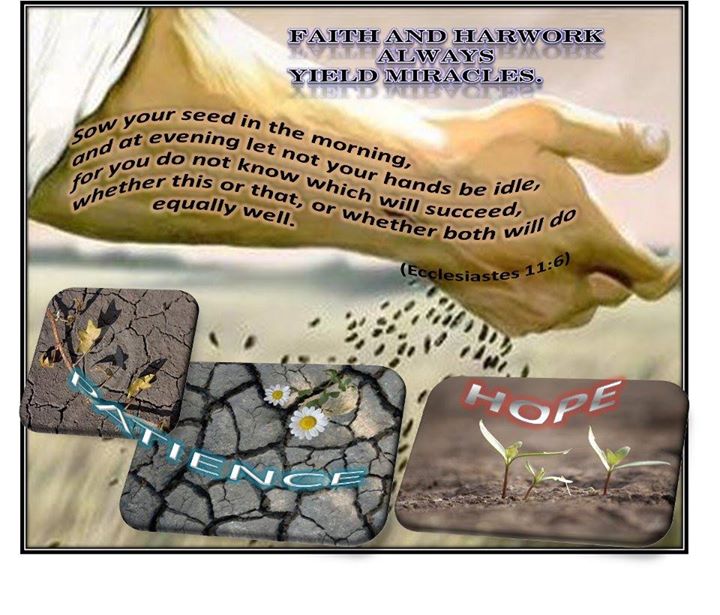 FAITH AND HARWORK
ALWAYS
YIELD MIRACLES.
Sow your seed in the morning,
and at evening let not your hands be idle,
for you do not know which will succeed,
whether this or that, or whether both will do
equally well.
(Ecclesiastes 11:6)
PATIENCE
HOPE